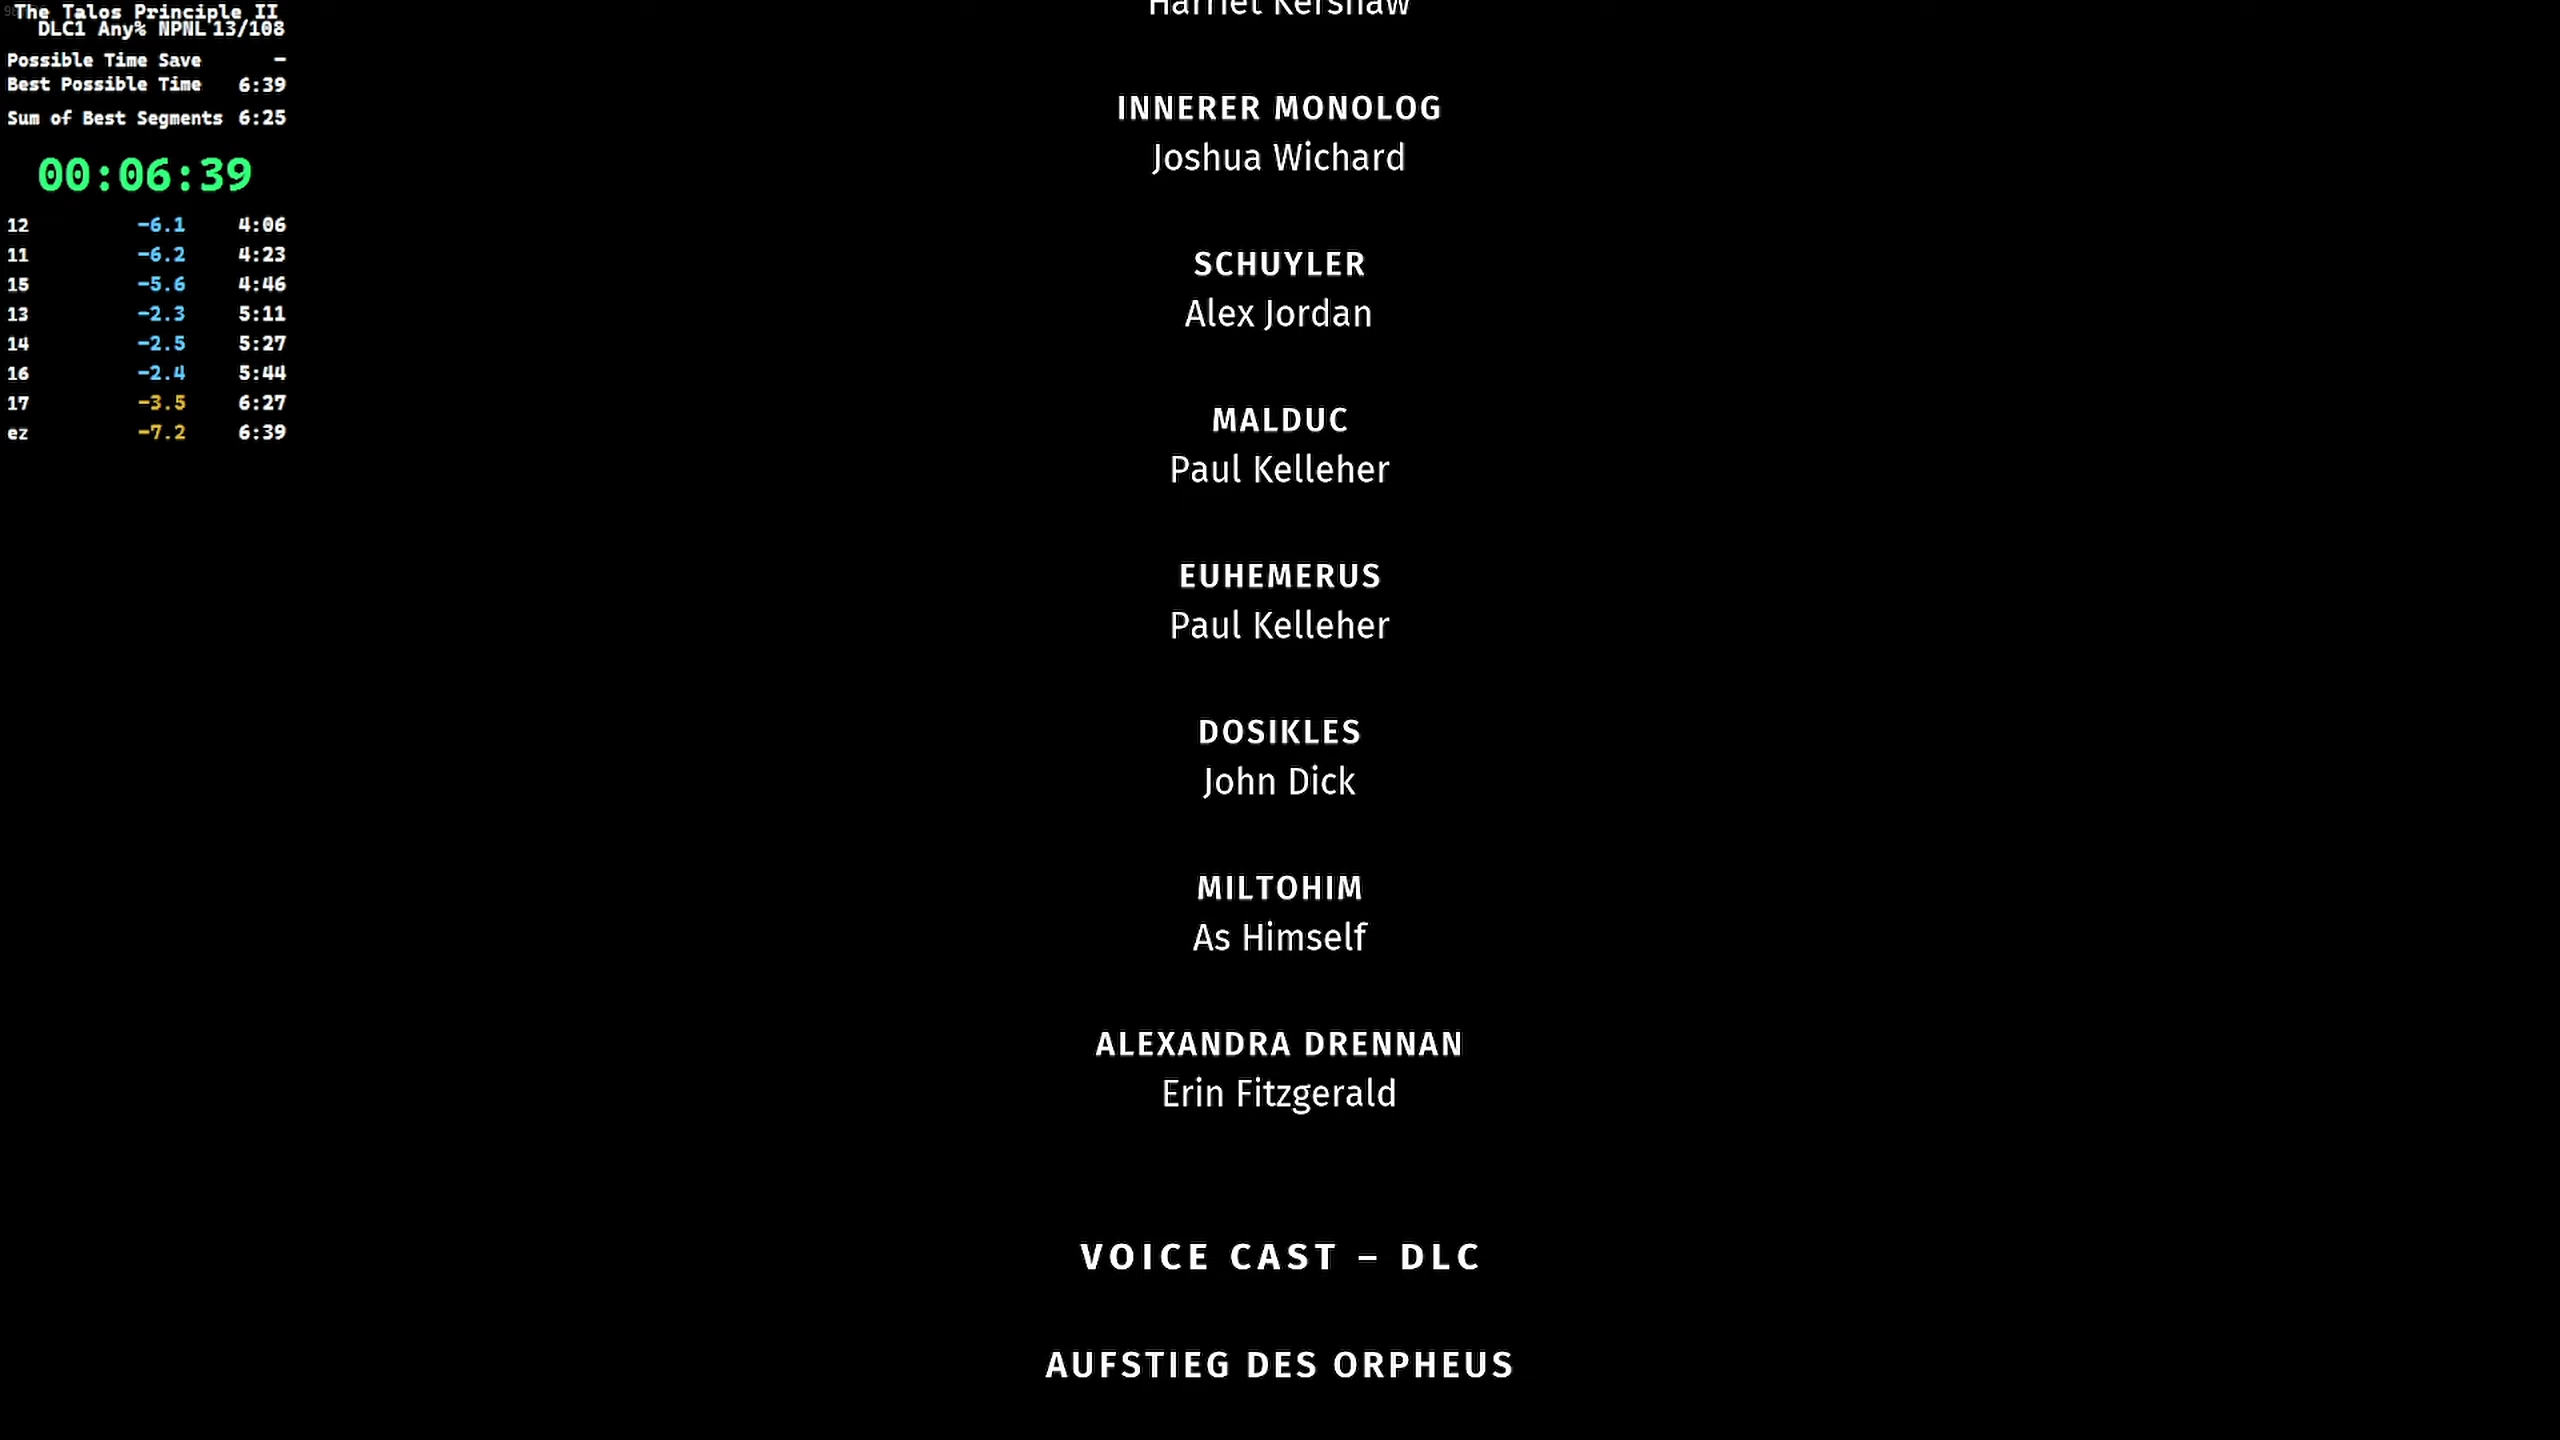 The Talos Principle II
DLC1 Any% NPNL 13/108
Possible Time Save –
Best Possible Time 6:39
Sum of Best Segments 6:25
00:06:39
12 -6.1 4:06
11 -6.2 4:23
15 -5.6 4:46
13 -2.3 5:11
14 -2.5 5:27
16 -2.4 5:44
17 -3.5 6:27
ez -7.2 6:39
Harriet Kershaw
INNERER MONOLOG
Joshua Wichard
SCHUYLER
Alex Jordan
MALDUC
Paul Kelleher
EUHEMERUS
Paul Kelleher
DOSIKLES
John Dick
MILTOHIM
As Himself
ALEXANDRA DRENNAN
Erin Fitzgerald
VOICE CAST – DLC
AUFSTIEG DES ORPHEUS